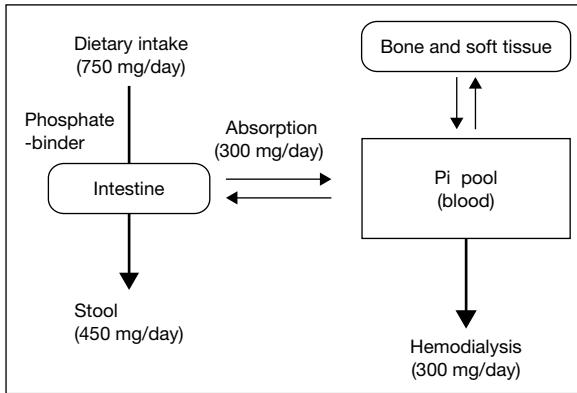 Dietary intake
(750 mg/day)
Phosphate
-binder
Intestine
Stool
(450 mg/day)
Absorption
(300 mg/day)
Bone and soft tissue
Pi pool
(blood)
Hemodialysis
(300 mg/day)